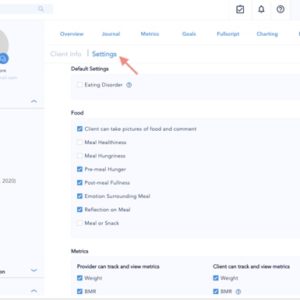 Overview Journal Metrics Goals Fullscript Charting
Client Info | Settings
Default Settings
Eating Disorder
Food
Client can take pictures of food and comment
Meal Healthiness
Meal Hungriness
Pre-meal Hunger
Post-meal Fullness
Emotion Surrounding Meal
2020)
Reflection on Meal
Meal or Snack
Metrics
Provider can track and view metrics Client can track and view metrics
Weight Weight
BMR BMR